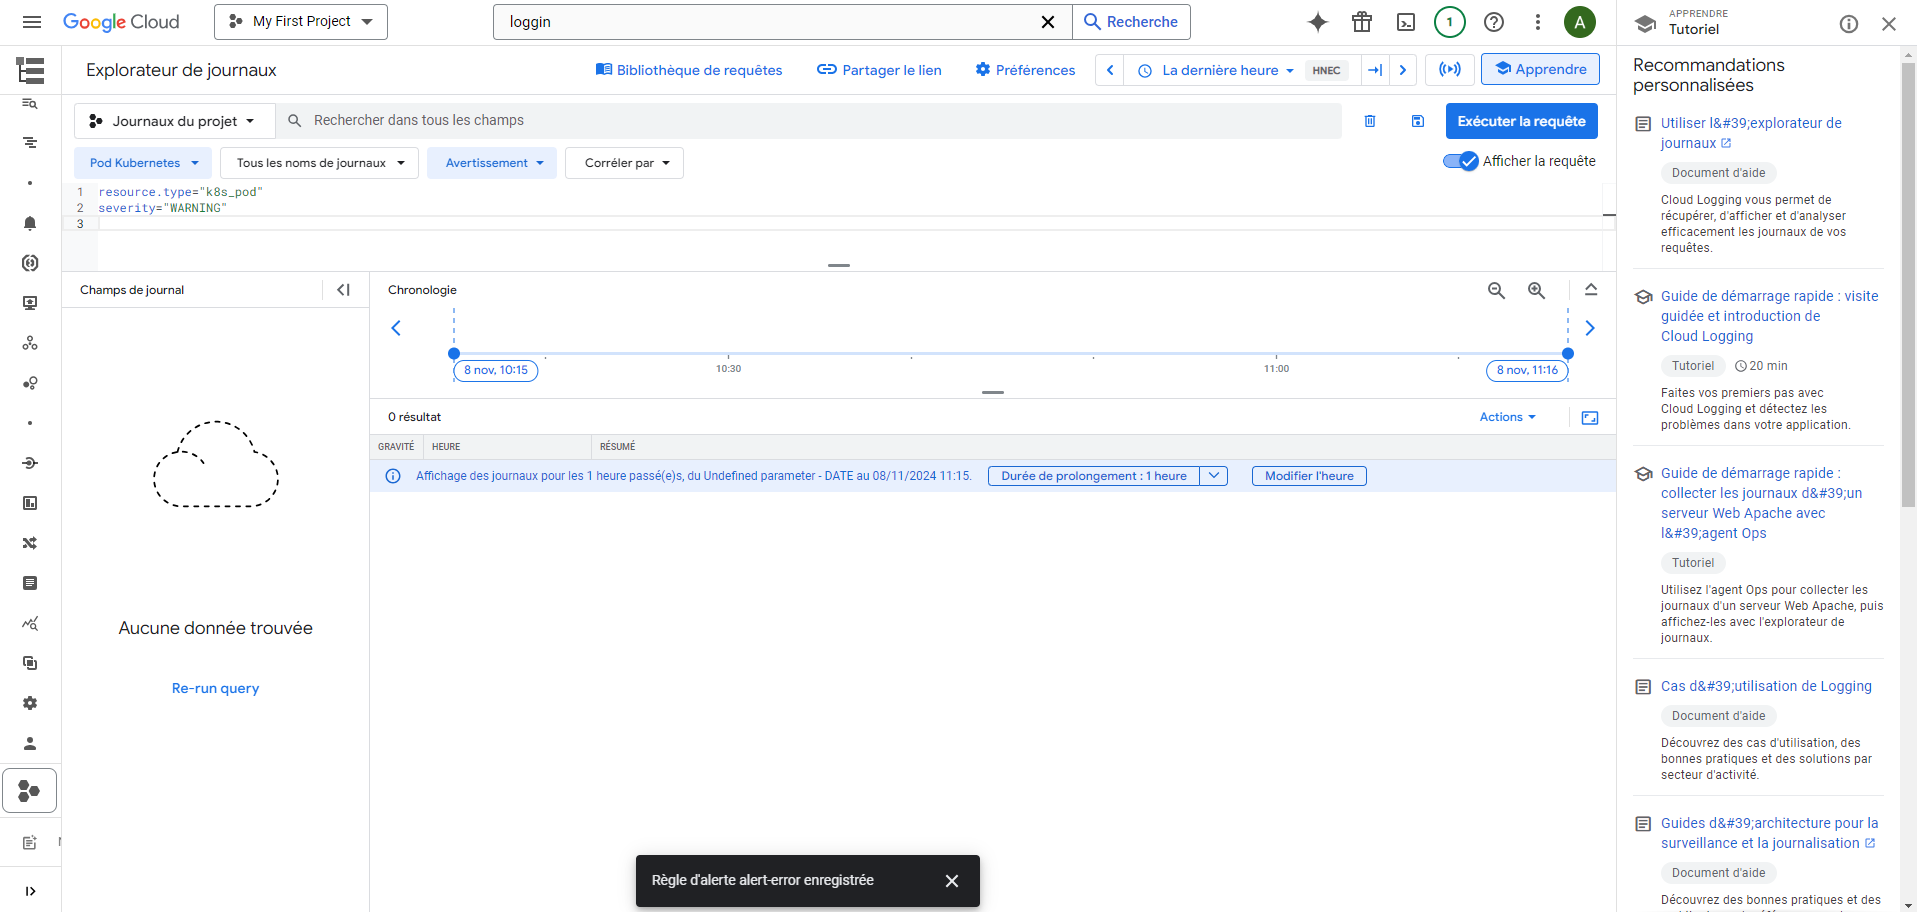 Google Cloud
My First Project
loggin
Recherche
1
A
APPRENDRE
Tutoriel
Explorateur de journaux
Bibliothèque de requêtes
Partager le lien
Préférences
La dernière heure
HNEC
Apprendre
Journaux du projet
Rechercher dans tous les champs
Exécuter la requête
Pod Kubernetes
Tous les noms de journaux
Avertissement
Corréler par
Afficher la requête
1 resource.type="k8s_pod"
2 severity="WARNING"
3
Champs de journal
Aucune donnée trouvée
Re-run query
Chronologie
8 nov, 10:15
10:30
11:00
8 nov, 11:16
0 résultat
Actions
GRAVITÉ
HEURE
RÉSUMÉ
Affichage des journaux pour les 1 heure passé(e)s, du Undefined parameter - DATE au 08/11/2024 11:15.
Durée de prolongement : 1 heure
Modifier l'heure
Règle d'alerte alert-error enregistrée
Recommandations
personnalisées
Utiliser l&#39;explorateur de
journaux
Document d'aide
Cloud Logging vous permet de
récupérer, d'afficher et d'analyser
efficacement les journaux de vos
requêtes.
Guide de démarrage rapide : visite
guidée et introduction de
Cloud Logging
Tutoriel
20 min
Faites vos premiers pas avec
Cloud Logging et détectez les
problèmes dans votre application.
Guide de démarrage rapide :
collecter les journaux d&#39;un
serveur Web Apache avec
l&#39;agent Ops
Tutoriel
Utilisez l'agent Ops pour collecter les
journaux d'un serveur Web Apache, puis
affichez-les avec l'explorateur de
journaux.
Cas d&#39;utilisation de Logging
Document d'aide
Découvrez des cas d'utilisation, des
bonnes pratiques et des solutions par
secteur d'activité.
Guides d&#39;architecture pour la
surveillance et la journalisation
Document d'aide
Découvrez des bonnes pratiques et des